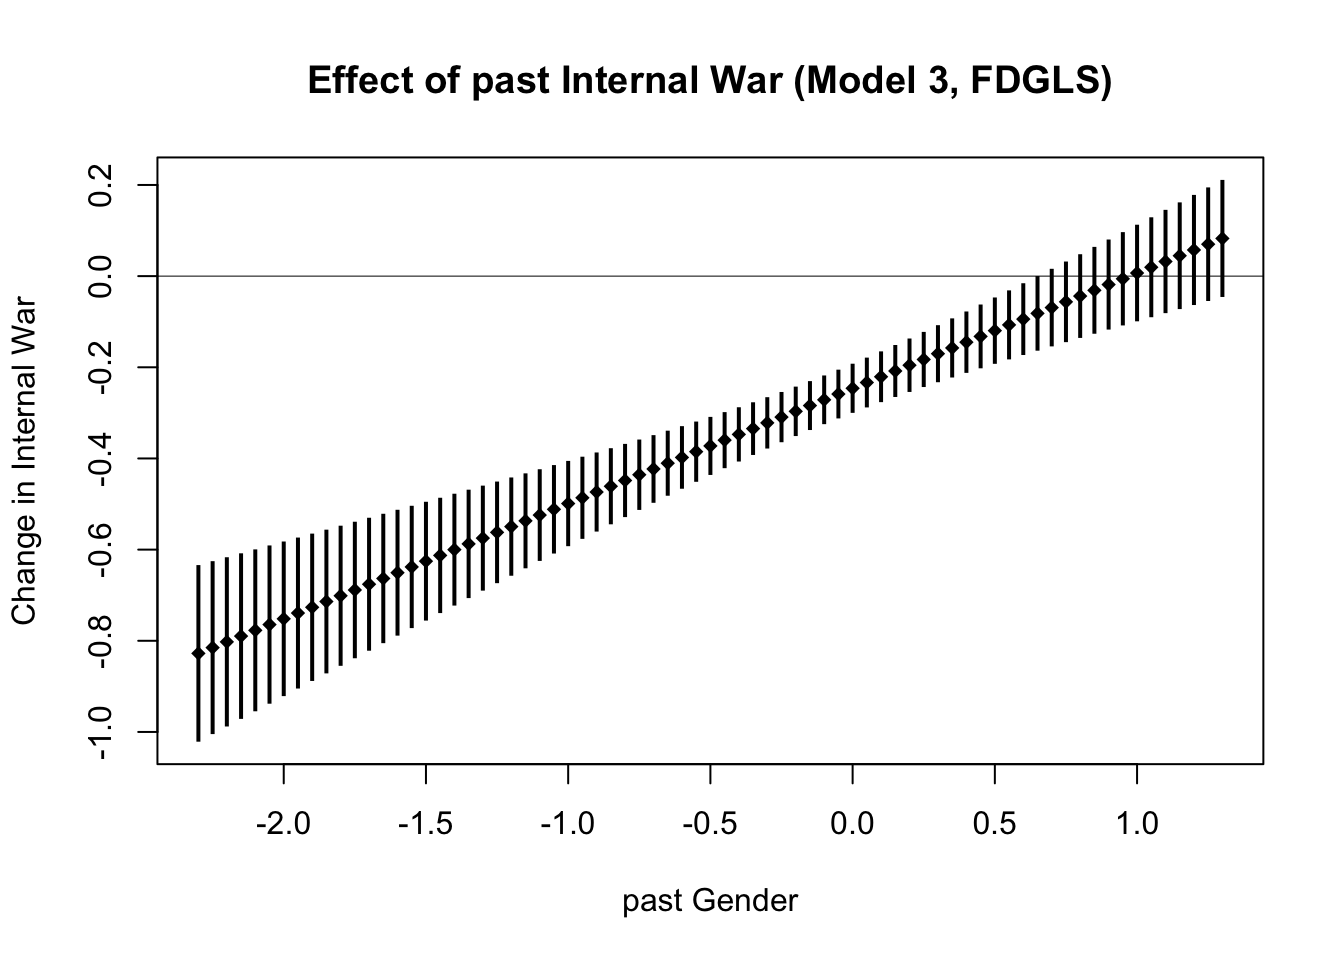 Effect of past Internal War (Model 3, FDGLS)
Change in Internal War
0.2
0.0
-0.2
-0.4
-0.6
-0.8
-1.0
-2.0 -1.5 -1.0 -0.5 0.0 0.5 1.0
past Gender